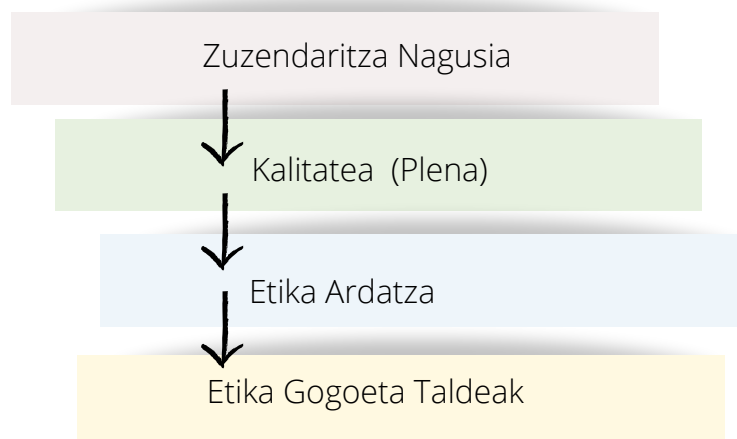 Zuzendaritza Nagusia
Kalitatea (Plena)
Etika Ardatza
Etika Gogoeta Taldeak